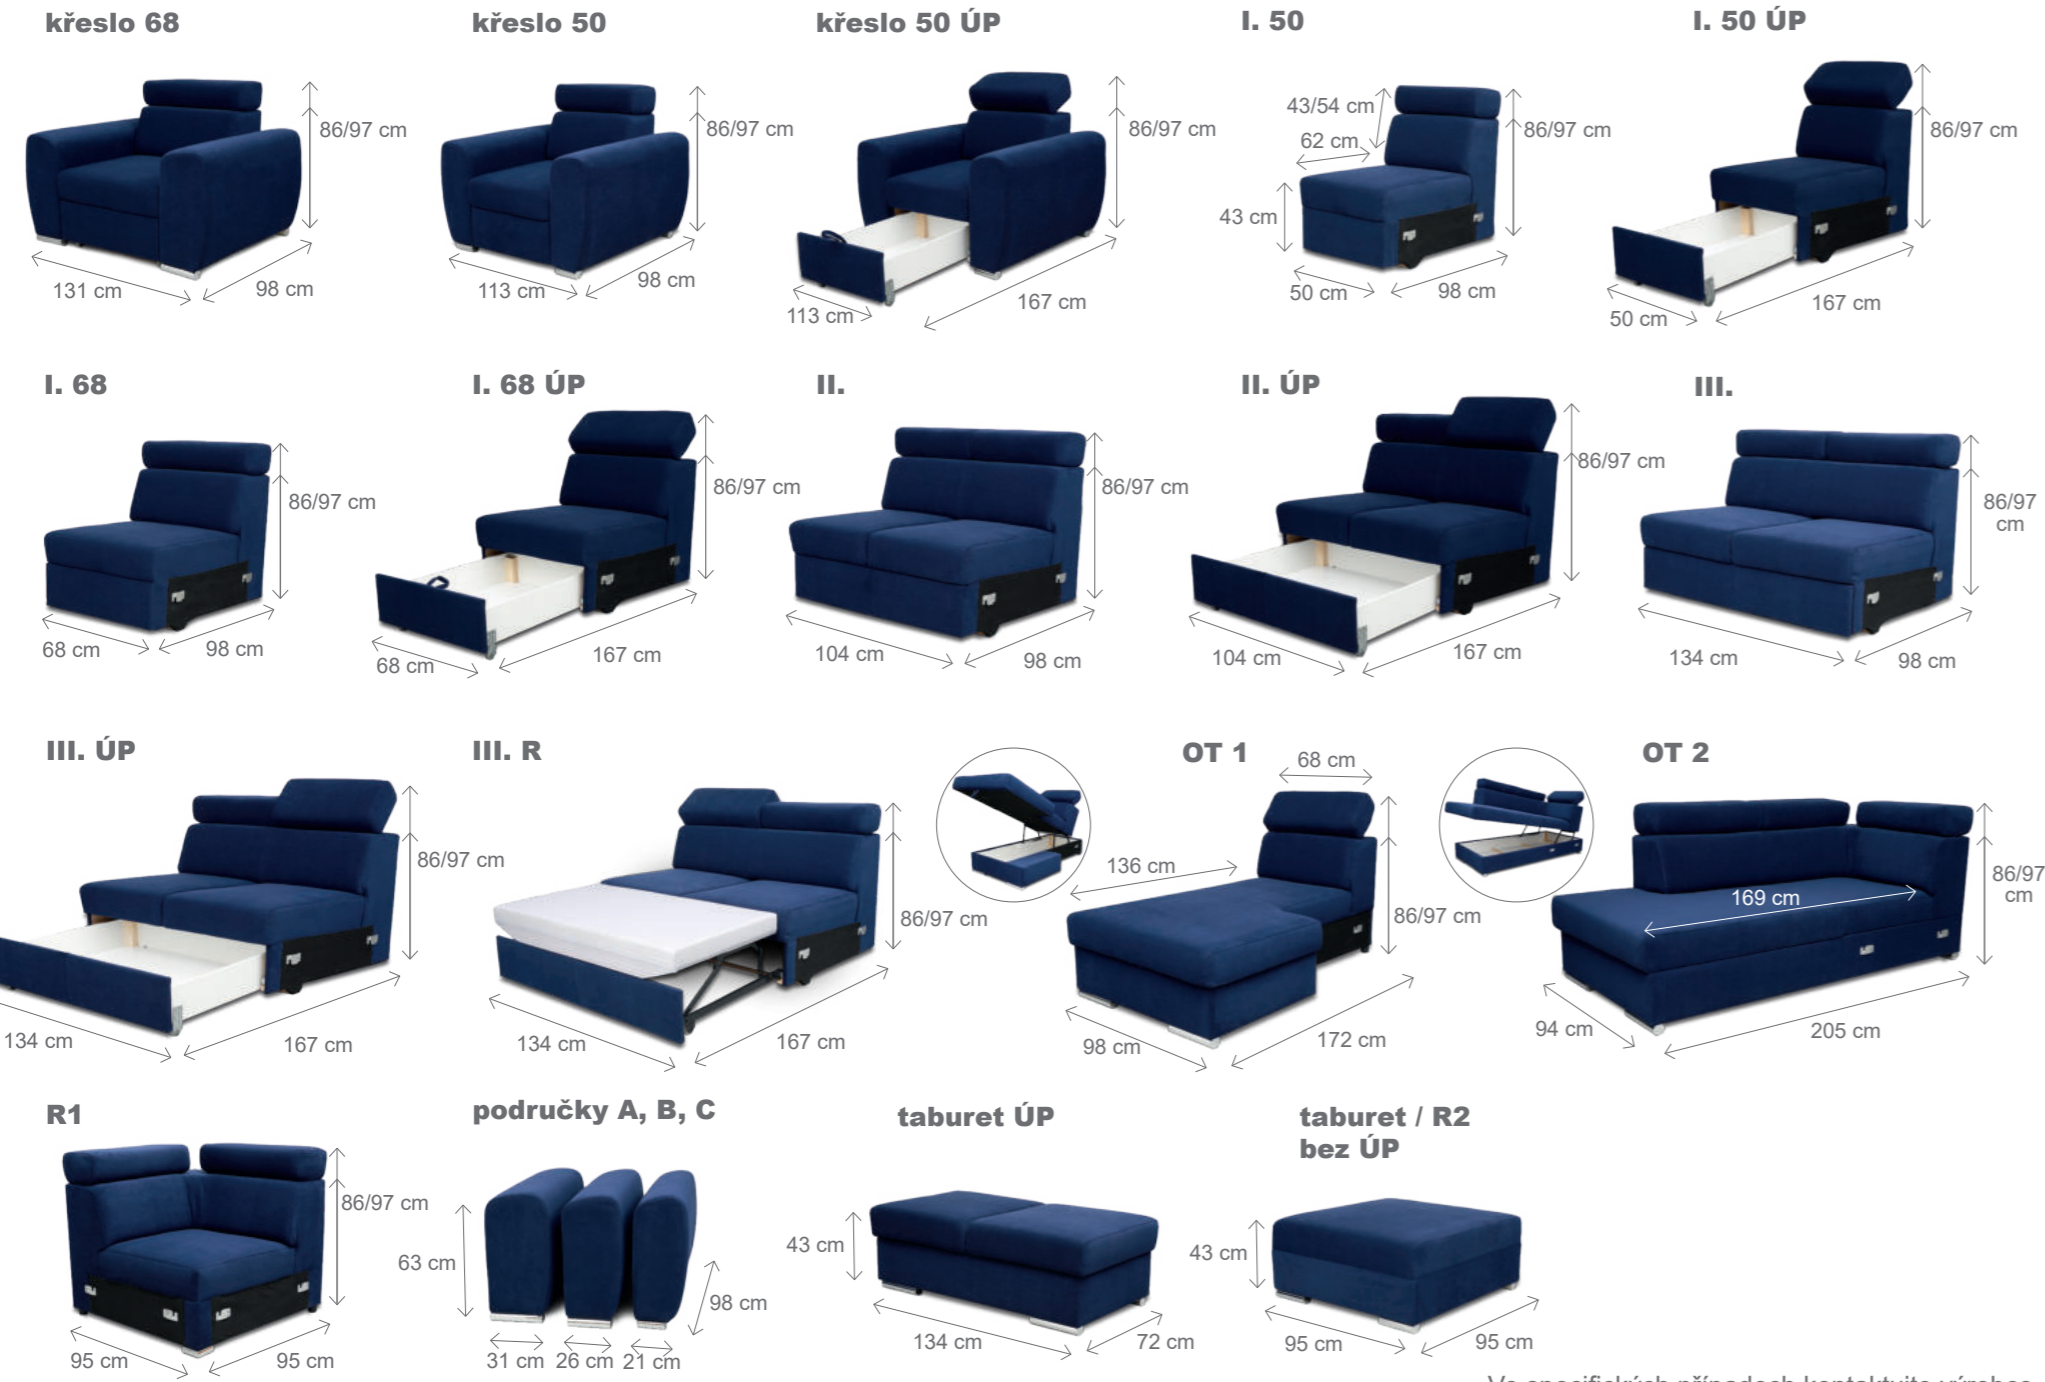 křeslo 68
křeslo 50
křeslo 50 ÚP
I. 50
I. 50 ÚP
86/97 cm
131 cm
98 cm
86/97 cm
113 cm
98 cm
86/97 cm
113 cm
167 cm
43/54 cm
62 cm
43 cm
86/97 cm
50 cm
98 cm
86/97 cm
50 cm
167 cm
I. 68
I. 68 ÚP
II.
II. ÚP
III.
86/97 cm
68 cm
98 cm
86/97 cm
68 cm
167 cm
86/97 cm
104 cm
98 cm
86/97 cm
104 cm
167 cm
86/97
cm
134 cm
98 cm
III. ÚP
III. R
OT 1
OT 2
86/97 cm
134 cm
167 cm
86/97 cm
134 cm
167 cm
68 cm
136 cm
86/97 cm
98 cm
172 cm
169 cm
86/97
cm
94 cm
205 cm
R1
područky A, B, C
taburet ÚP
taburet / R2
bez ÚP
86/97 cm
95 cm
95 cm
63 cm
98 cm
31 cm
26 cm
21 cm
43 cm
134 cm
72 cm
43 cm
95 cm
95 cm
Ve specifických případech kontaktujte výrobce